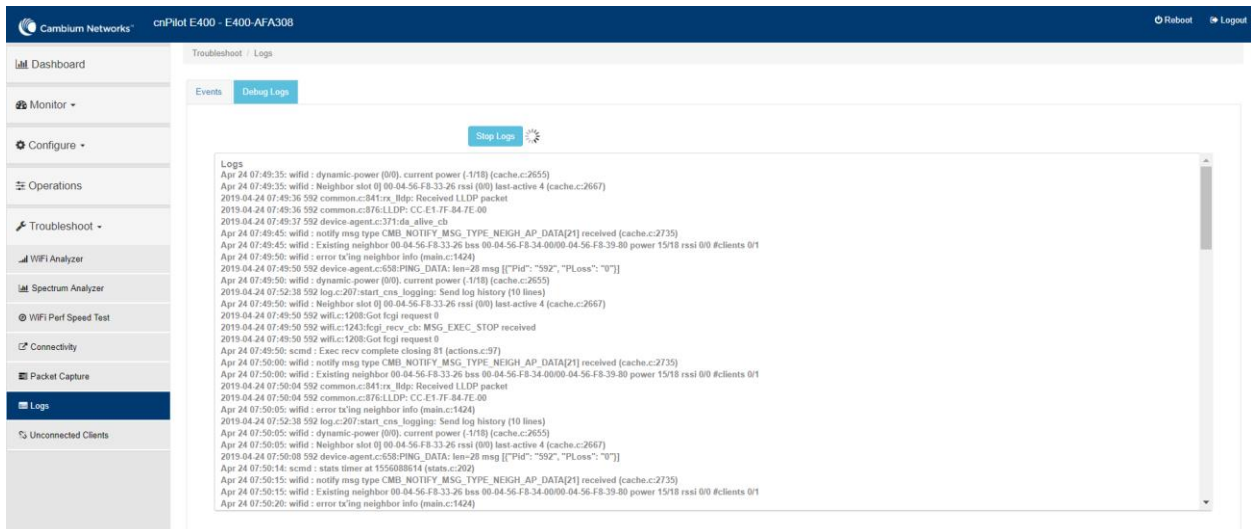 Cambium Networks™
cnPilot E400 - E400-AFA308
Reboot
Logout
Dashboard
Monitor
Configure
Operations
Troubleshoot
WiFi Analyzer
Spectrum Analyzer
WiFi Perf Speed Test
Connectivity
Packet Capture
Logs
Unconnected Clients
Troubleshoot / Logs
Events
Debug Logs
Stop Logs
Logs
Apr 24 07:49:35: wifid : dynamic-power (0/0). current power (-1/18) (cache.c:2655)
Apr 24 07:49:35: wifid : Neighbor slot 0] 00-04-56-F8-33-26 rssi (0/0) last-active 4 (cache.c:2667)
2019-04-24 07:49:36 592 common.c:841:rx_lldp: Received LLDP packet
2019-04-24 07:49:36 592 common.c:876:LLDP: CC-E1-7F-84-7E-00
2019-04-24 07:49:37 592 device-agent.c:371:da_alive_cb
Apr 24 07:49:45: wifid : notify msg type CMB_NOTIFY_MSG_TYPE_NEIGH_AP_DATA[21] received (cache.c:2735)
Apr 24 07:49:45: wifid : Existing neighbor 00-04-56-F8-33-26 bss 00-04-56-F8-34-00/00-04-56-F8-39-80 power 15/18 rssi 0/0 #clients 0/1
Apr 24 07:49:50: wifid : error tx'ing neighbor info (main.c:1424)
2019-04-24 07:49:50 592 device-agent.c:658:PING_DATA: len=28 msg [{"Pid": "592", "PLoss": "0"}]
Apr 24 07:49:50: wifid : dynamic-power (0/0). current power (-1/18) (cache.c:2655)
2019-04-24 07:52:38 592 log.c:207:start_cns_logging: Send log history (10 lines)
Apr 24 07:49:50: wifid : Neighbor slot 0] 00-04-56-F8-33-26 rssi (0/0) last-active 4 (cache.c:2667)
2019-04-24 07:49:50 592 wifi.c:1208:Got fcgi request 0
2019-04-24 07:49:50 592 wifi.c:1243:fcgi_recv_cb: MSG_EXEC_STOP received
2019-04-24 07:49:50 592 wifi.c:1208:Got fcgi request 0
Apr 24 07:49:50: scmd : Exec recv complete closing 81 (actions.c:97)
Apr 24 07:50:00: wifid : notify msg type CMB_NOTIFY_MSG_TYPE_NEIGH_AP_DATA[21] received (cache.c:2735)
Apr 24 07:50:00: wifid : Existing neighbor 00-04-56-F8-33-26 bss 00-04-56-F8-34-00/00-04-56-F8-39-80 power 15/18 rssi 0/0 #clients 0/1
2019-04-24 07:50:04 592 common.c:841:rx_lldp: Received LLDP packet
2019-04-24 07:50:04 592 common.c:876:LLDP: CC-E1-7F-84-7E-00
Apr 24 07:50:05: wifid : error tx'ing neighbor info (main.c:1424)
2019-04-24 07:52:38 592 log.c:207:start_cns_logging: Send log history (10 lines)
Apr 24 07:50:05: wifid : dynamic-power (0/0). current power (-1/18) (cache.c:2655)
Apr 24 07:50:05: wifid : Neighbor slot 0] 00-04-56-F8-33-26 rssi (0/0) last-active 4 (cache.c:2667)
2019-04-24 07:50:08 592 device-agent.c:658:PING_DATA: len=28 msg [{"Pid": "592", "PLoss": "0"}]
Apr 24 07:50:14: scmd : stats timer at 1556088614 (stats.c:202)
Apr 24 07:50:15: wifid : notify msg type CMB_NOTIFY_MSG_TYPE_NEIGH_AP_DATA[21] received (cache.c:2735)
Apr 24 07:50:15: wifid : Existing neighbor 00-04-56-F8-33-26 bss 00-04-56-F8-34-00/00-04-56-F8-39-80 power 15/18 rssi 0/0 #clients 0/1
Apr 24 07:50:20: wifid : error tx'ing neighbor info (main.c:1424)